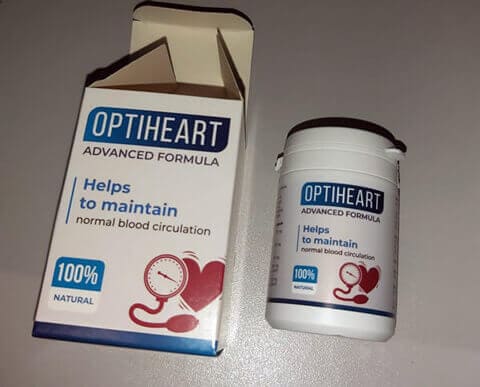 OPTIHEART
ADVANCED FORMULA
Helps
to maintain
normal blood circulation
100%
NATURAL
OPTIHEART
ADVANCED FORMULA
Helps
to maintain
normal blood circulation
100%
NATURAL